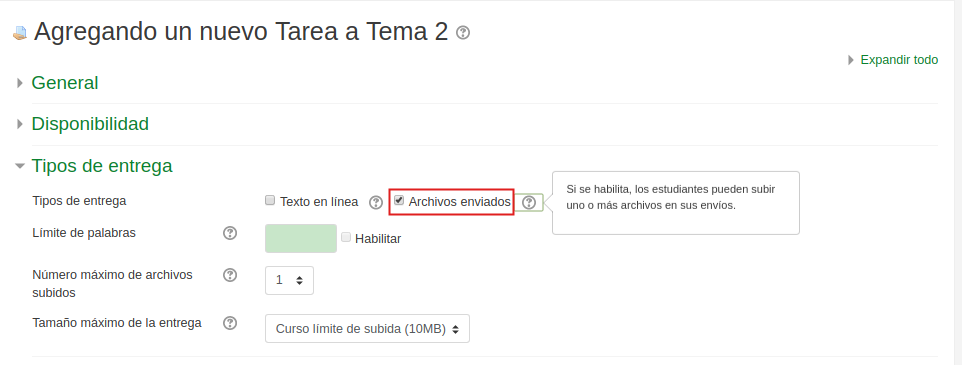 Agregando un nuevo Tarea a Tema 2
Expandir todo
General
Disponibilidad
Tipos de entrega
Tipos de entrega
Texto en línea
Archivos enviados
Si se habilita, los estudiantes pueden subir
uno o más archivos en sus envíos.
Límite de palabras
Habilitar
Número máximo de archivos
subidos
1
Tamaño máximo de la entrega
Curso límite de subida (10MB)